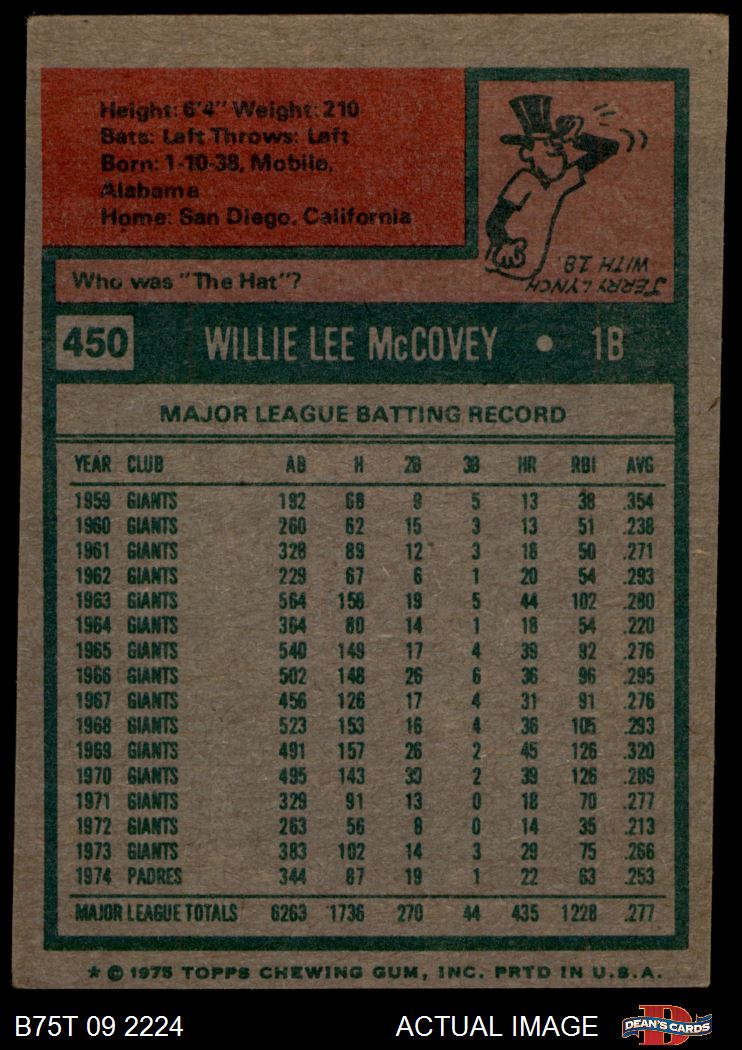 Height: 6'4" Weight: 210
Bats: Left Throws: Left
Born: 1-10-38, Mobile,
Alabama
Home: San Diego, California
Who was "The Hat"?
JERRY LYNCH
WITH 18.
450 WILLIE LEE McCOVEY • 1B
MAJOR LEAGUE BATTING RECORD
YEAR CLUB AB H 2B 3B HR RBI AVG
1959 GIANTS 192 68 9 5 13 38 .354
1960 GIANTS 260 62 15 3 13 51 .238
1961 GIANTS 328 89 12 3 18 50 .271
1962 GIANTS 229 67 6 1 20 54 .293
1963 GIANTS 564 158 19 5 44 102 .280
1964 GIANTS 364 80 14 1 18 54 .220
1965 GIANTS 540 149 17 4 39 92 .276
1966 GIANTS 502 148 26 6 36 96 .295
1967 GIANTS 456 126 17 4 31 91 .276
1968 GIANTS 523 153 16 4 36 105 .293
1969 GIANTS 491 157 26 2 45 126 .320
1970 GIANTS 495 143 39 2 39 126 .289
1971 GIANTS 329 91 13 0 18 70 .277
1972 GIANTS 263 56 8 0 14 35 .213
1973 GIANTS 383 102 14 3 29 75 .266
1974 PADRES 344 87 19 1 22 63 .253
MAJOR LEAGUE TOTALS 6263 1736 270 44 435 1228 .277
* © 1975 TOPPS CHEWING GUM, INC. PRTD IN U.S.A.
B75T 09 2224 ACTUAL IMAGE D DEAN'S CARDS